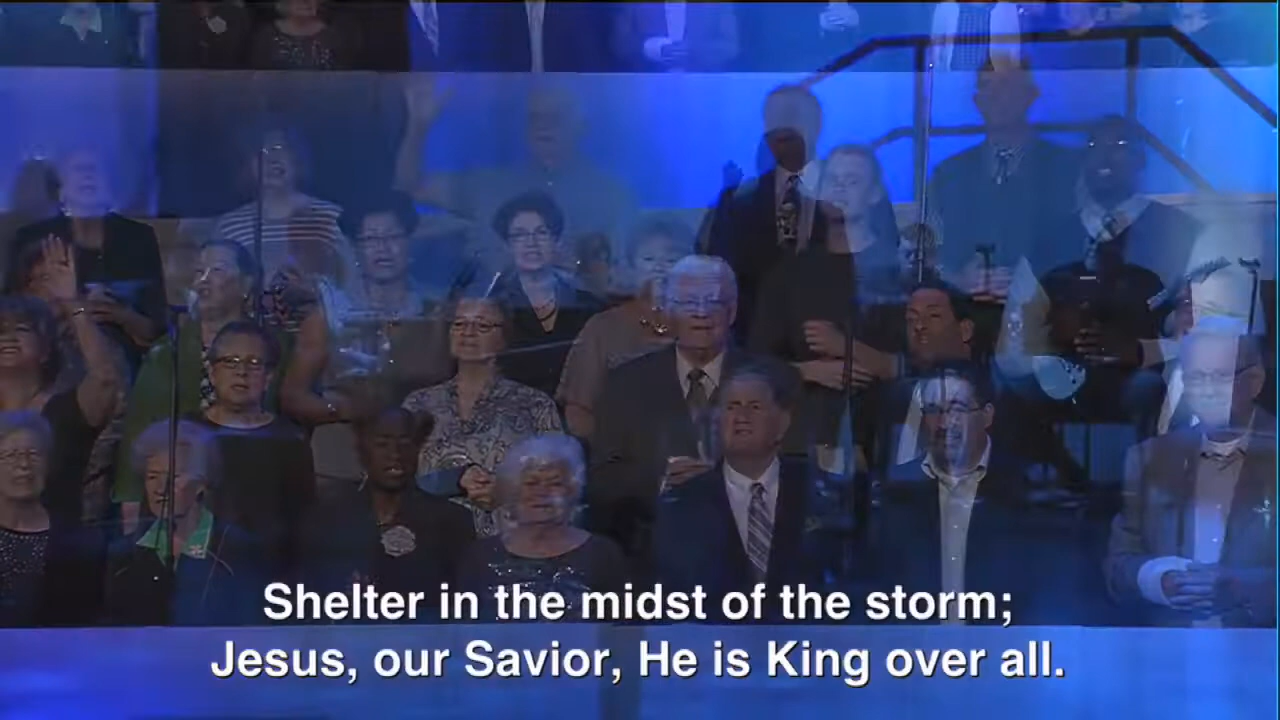 Shelter in the midst of the storm;
Jesus, our Savior, He is King over all.